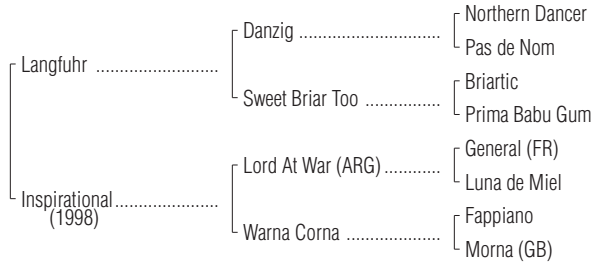 Northern Dancer
Danzig ..............................
Pas de Nom
Langfuhr ..........................
Briartic
Sweet Briar Too ................
Prima Babu Gum
General (FR)
Lord At War (ARG) ............
Luna de Miel
Inspirational ......................
(1998)
Fappiano
Warna Corna ....................
Morna (GB)